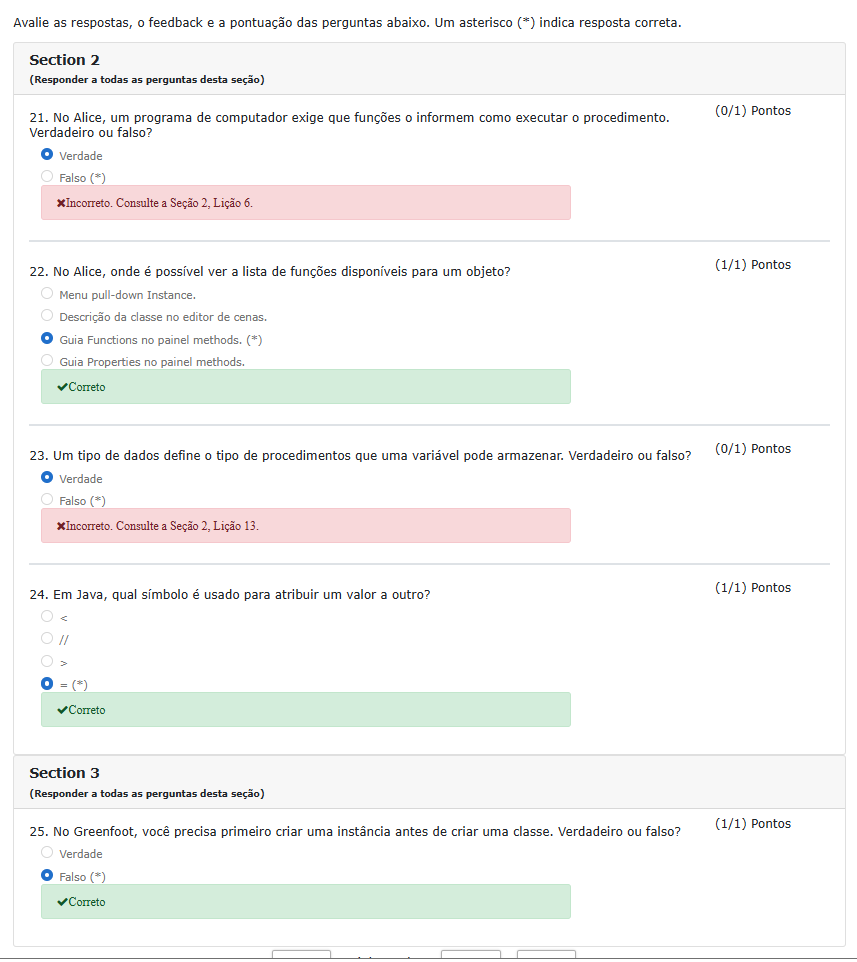 Avalie as respostas, o feedback e a pontuação das perguntas abaixo. Um asterisco (*) indica resposta correta.
Section 2
(Responder a todas as perguntas desta seção)
21. No Alice, um programa de computador exige que funções o informem como executar o procedimento.
Verdadeiro ou falso?
(0/1) Pontos
Verdade
Falso (*)
✖Incorreto. Consulte a Seção 2, Lição 6.
22. No Alice, onde é possível ver a lista de funções disponíveis para um objeto?
(1/1) Pontos
Menu pull-down Instance.
Descrição da classe no editor de cenas.
Guia Functions no painel methods. (*)
Guia Properties no painel methods.
✔Correto
23. Um tipo de dados define o tipo de procedimentos que uma variável pode armazenar. Verdadeiro ou falso?
(0/1) Pontos
Verdade
Falso (*)
✖Incorreto. Consulte a Seção 2, Lição 13.
24. Em Java, qual símbolo é usado para atribuir um valor a outro?
(1/1) Pontos
<
//
>
= (*)
✔Correto
Section 3
(Responder a todas as perguntas desta seção)
25. No Greenfoot, você precisa primeiro criar uma instância antes de criar uma classe. Verdadeiro ou falso?
(1/1) Pontos
Verdade
Falso (*)
✔Correto